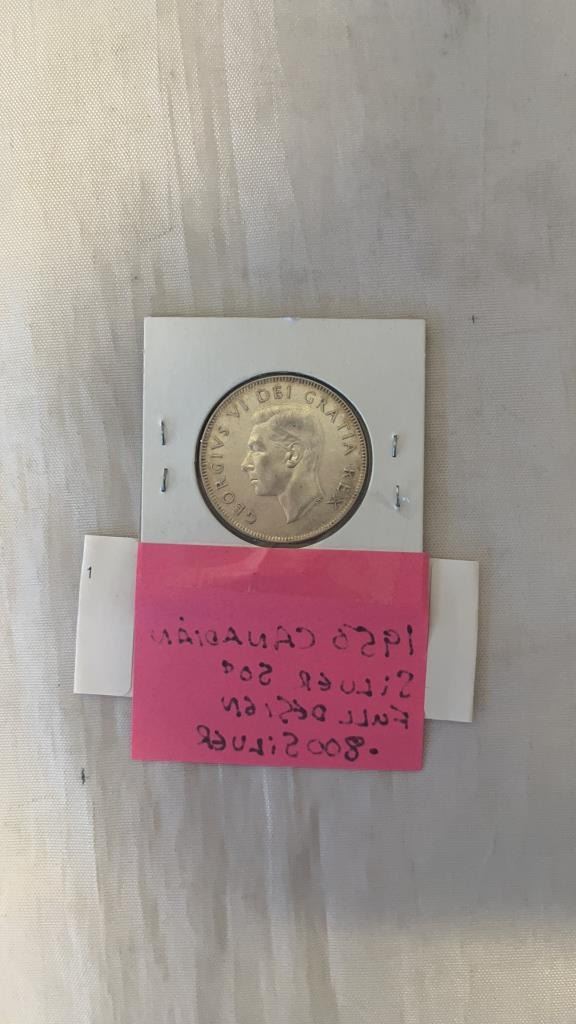 GEORGIVS VI DEI GRATIA REX
1
1950 CANADIAN
SILVER 50¢
FULL DESIGN
.800 SILVER